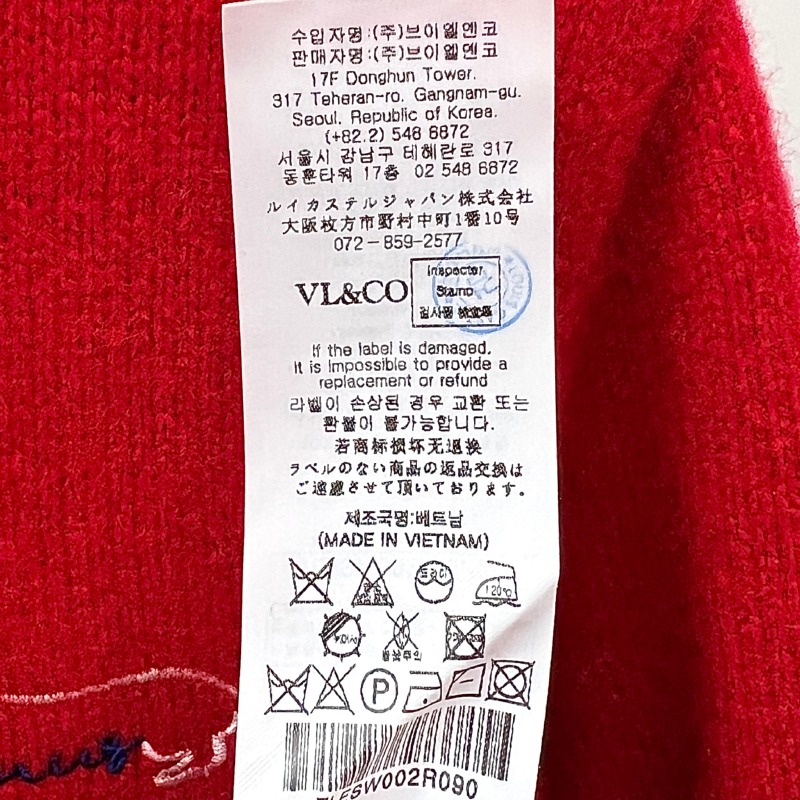 수입자명:(주)브이엘엔코
판매자명:(주)브이엘엔코
17F Donghun Tower.
317 Teheran-ro. Gangnam-gu.
Seoul. Republic of Korea.
(+82.2) 548 6872
서울시 강남구 테헤란로 317
동훈타워 17층 02 548 6872
ルイカステルジャパン株式会社
大阪枚方市野村中町1番10号
072-859-2577
VL&CO
Inspecter
Stamp
If the label is damaged,
it is impossible to provide a
replacement or refund
라벨이 손상된 경우 교환 또는
환불이 불가능합니다.
若商标损坏无退换
ラベルのない商品の返品交換は
ご遠慮させて頂いております。
제조국명:베트남
(MADE IN VIETNAM)
드라이
120℃
P
SW002R090